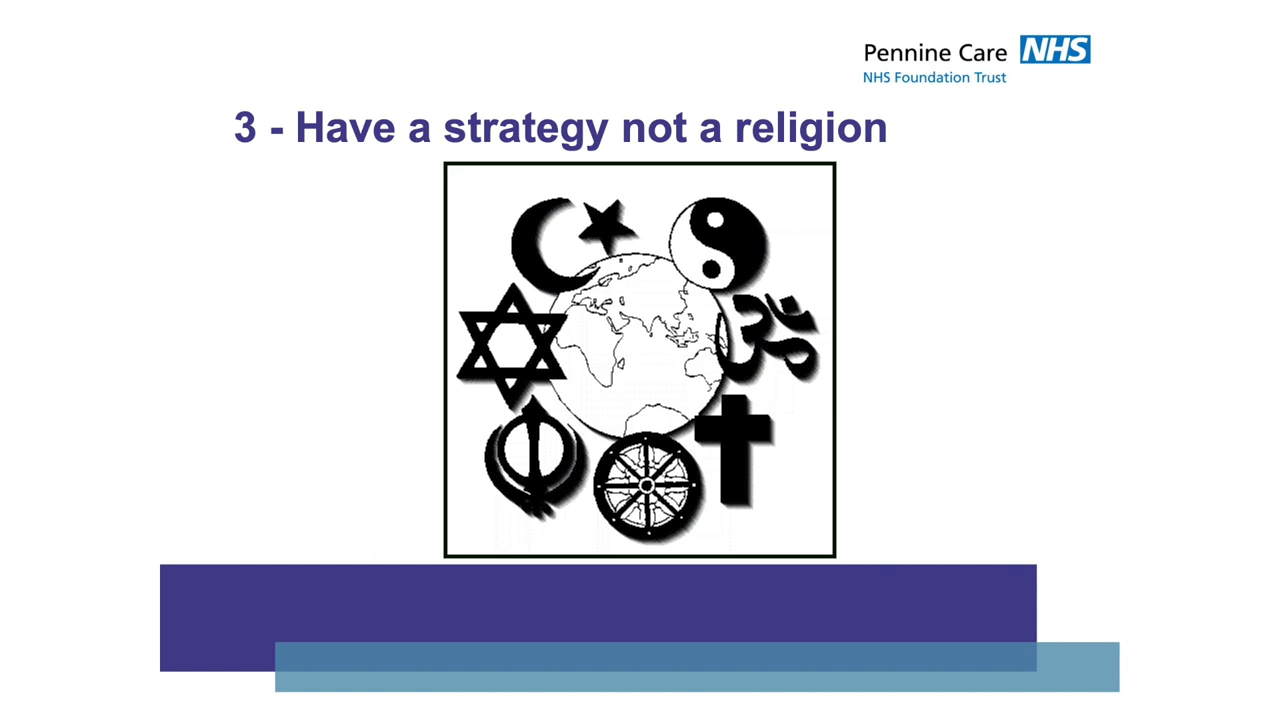 Pennine Care NHS
NHS Foundation Trust
3 - Have a strategy not a religion